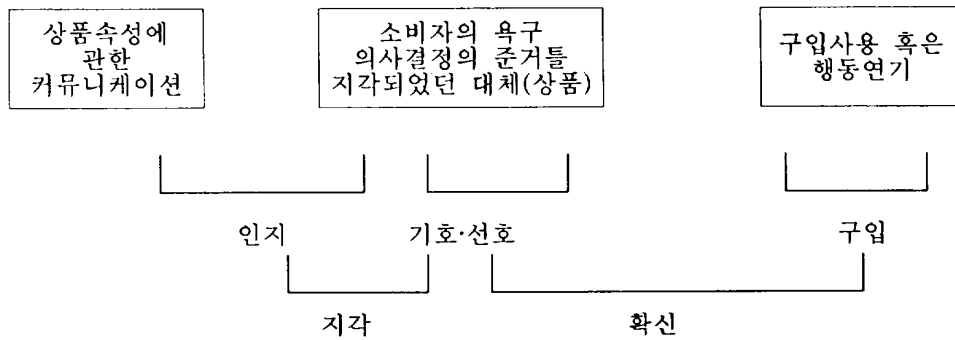 상품속성에
관한
커뮤니케이션
소비자의 욕구
의사결정의 준거틀
지각되었던 대체(상품)
구입사용 혹은
행동연기
인지
기호·선호
구입
지각
확신